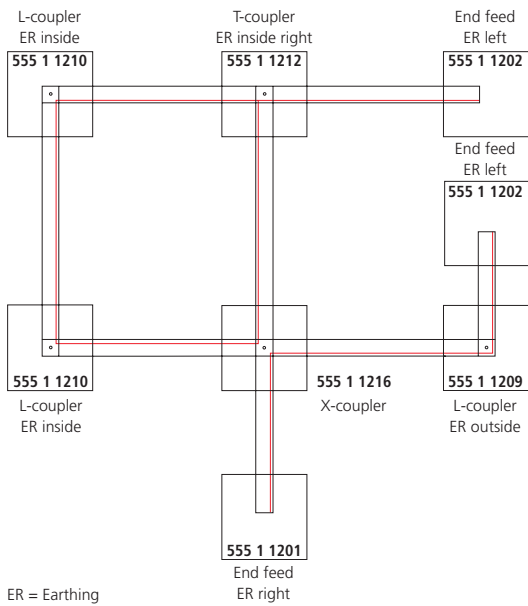 L-coupler
ER inside
555 1 1210
T-coupler
ER inside right
555 1 1212
End feed
ER left
555 1 1202
End feed
ER left
555 1 1202
555 1 1210
L-coupler
ER inside
555 1 1216
X-coupler
555 1 1209
L-coupler
ER outside
555 1 1201
End feed
ER right
ER = Earthing